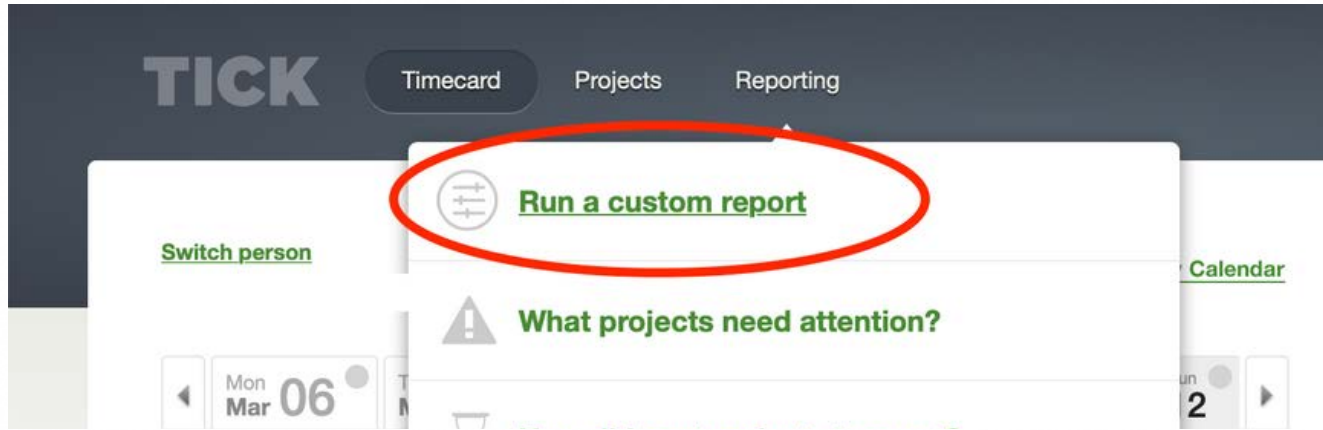 TICK
Timecard
Projects
Reporting
Run a custom report
Switch person
Calendar
What projects need attention?
Mon
Mar 06
2